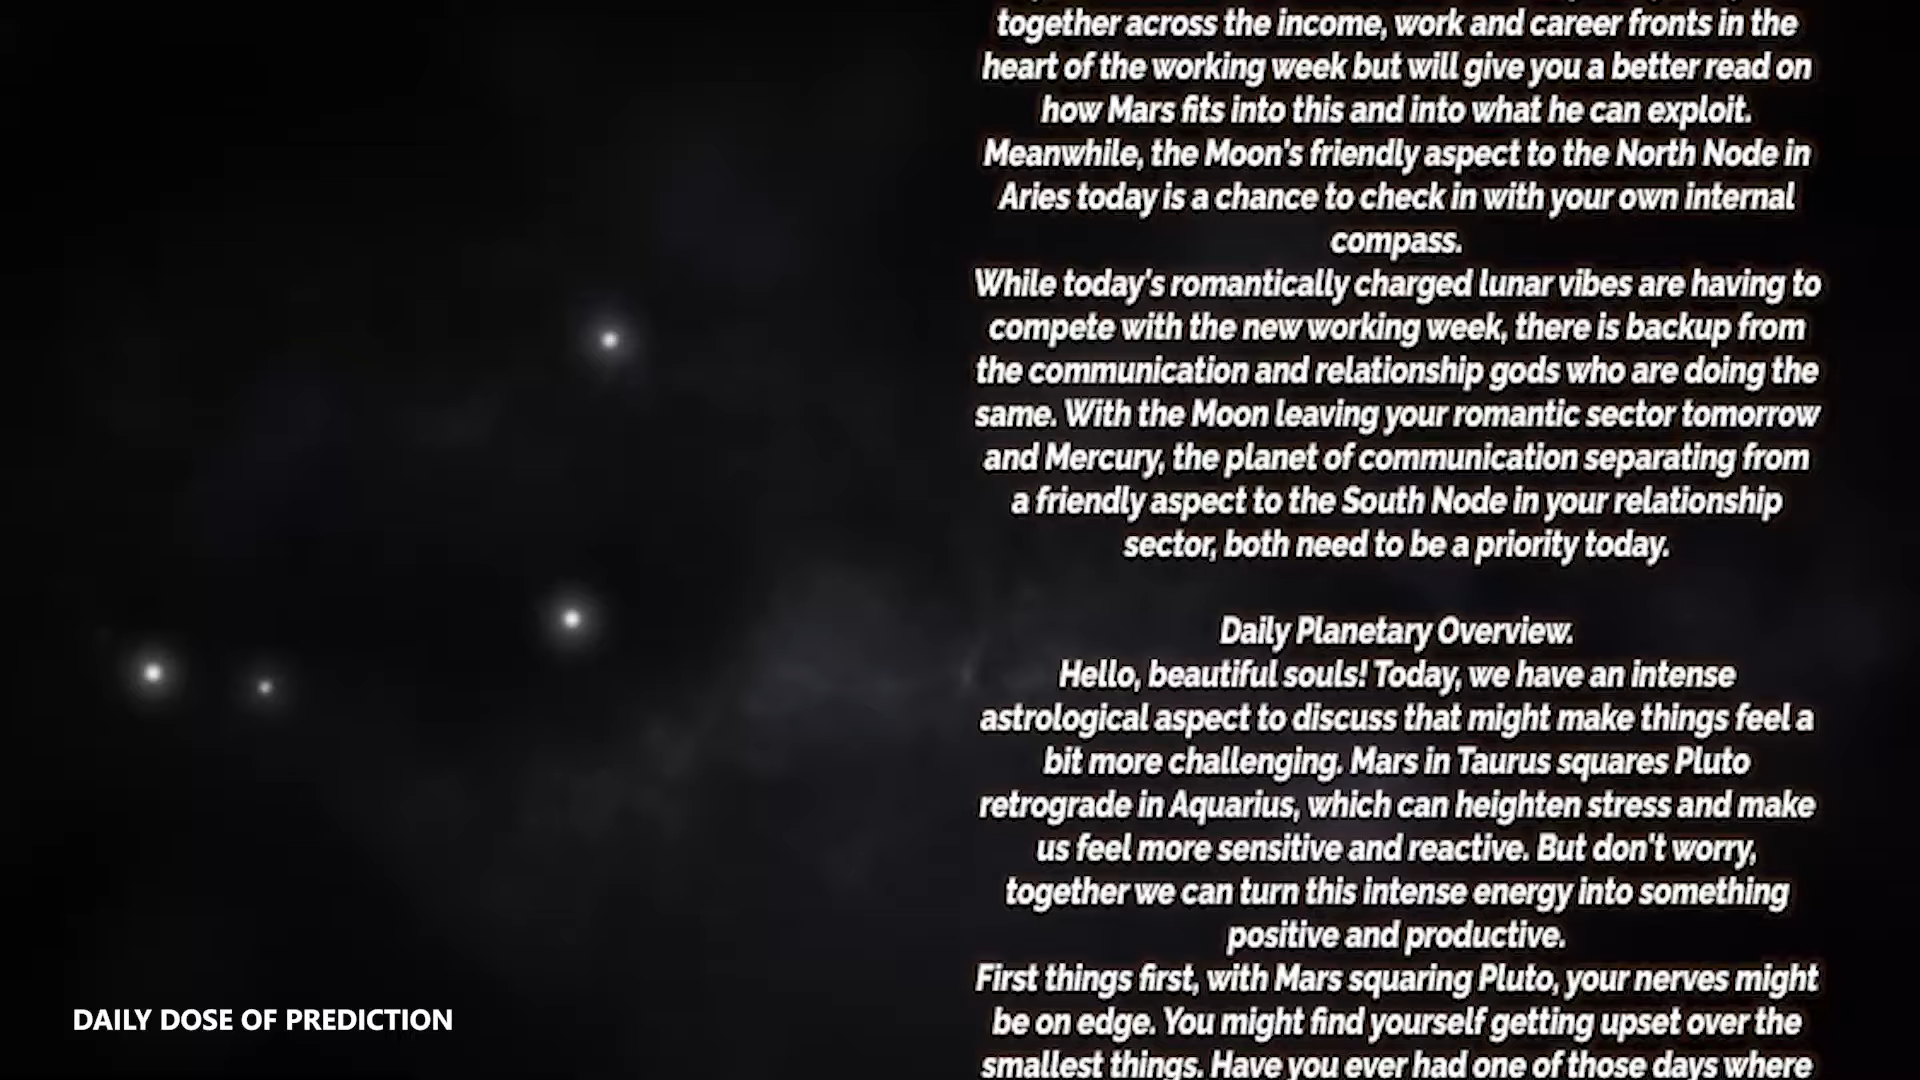 together across the income, work and career fronts in the
heart of the working week but will give you a better read on
how Mars fits into this and into what he can exploit.
Meanwhile, the Moon's friendly aspect to the North Node in
Aries today is a chance to check in with your own internal
compass.
While today's romantically charged lunar vibes are having to
compete with the new working week, there is backup from
the communication and relationship gods who are doing the
same. With the Moon leaving your romantic sector tomorrow
and Mercury, the planet of communication separating from
a friendly aspect to the South Node in your relationship
sector, both need to be a priority today.
Daily Planetary Overview.
Hello, beautiful souls! Today, we have an intense
astrological aspect to discuss that might make things feel a
bit more challenging. Mars in Taurus squares Pluto
retrograde in Aquarius, which can heighten stress and make
us feel more sensitive and reactive. But don't worry,
together we can turn this intense energy into something
positive and productive.
First things first, with Mars squaring Pluto, your nerves might
be on edge. You might find yourself getting upset over the
smallest things. Have you ever had one of those days where
DAILY DOSE OF PREDICTION